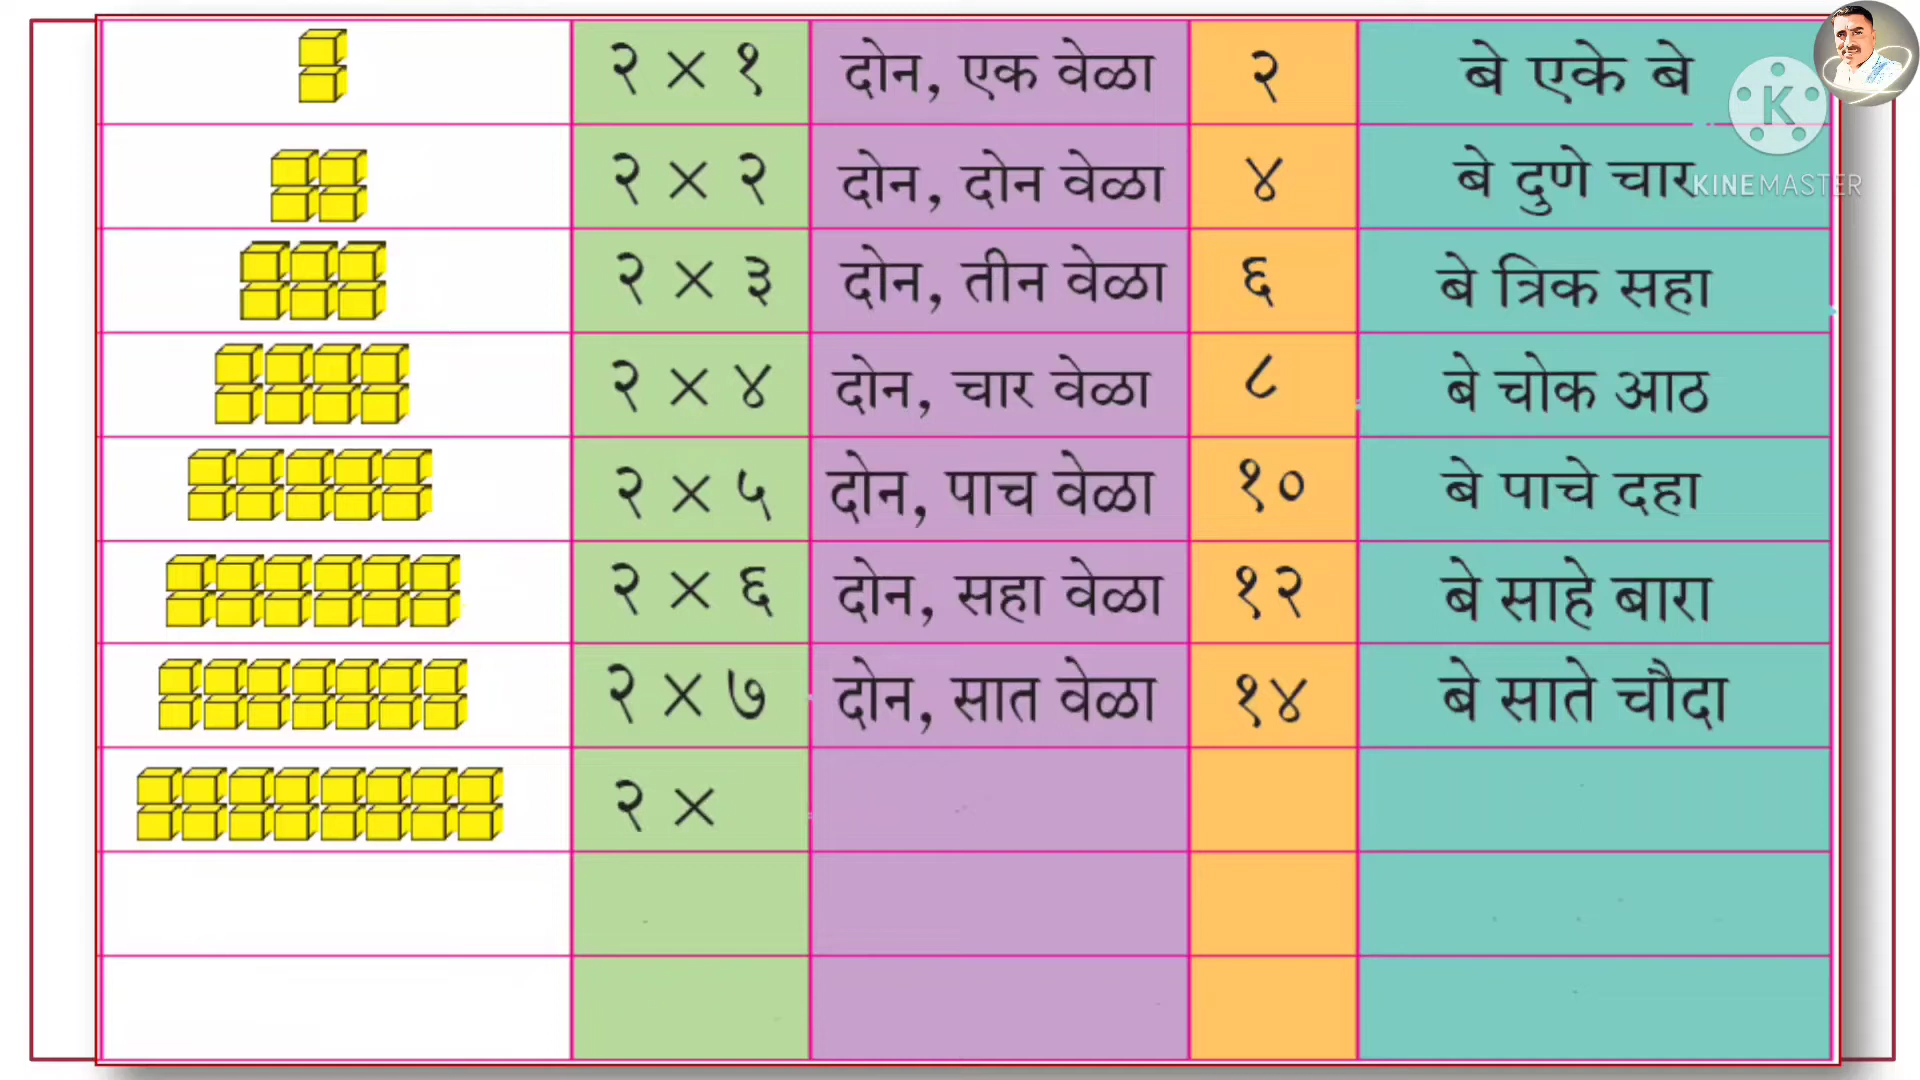 २ × १ दोन, एक वेळा २ बे एके बे
२ × २ दोन, दोन वेळा ४ बे दुणे चार
२ × ३ दोन, तीन वेळा ६ बे त्रिक सहा
२ × ४ दोन, चार वेळा ८ बे चोक आठ
२ × ५ दोन, पाच वेळा १० बे पाचे दहा
२ × ६ दोन, सहा वेळा १२ बे साहे बारा
२ × ७ दोन, सात वेळा १४ बे साते चौदा
२ ×
K
KINEMASTER